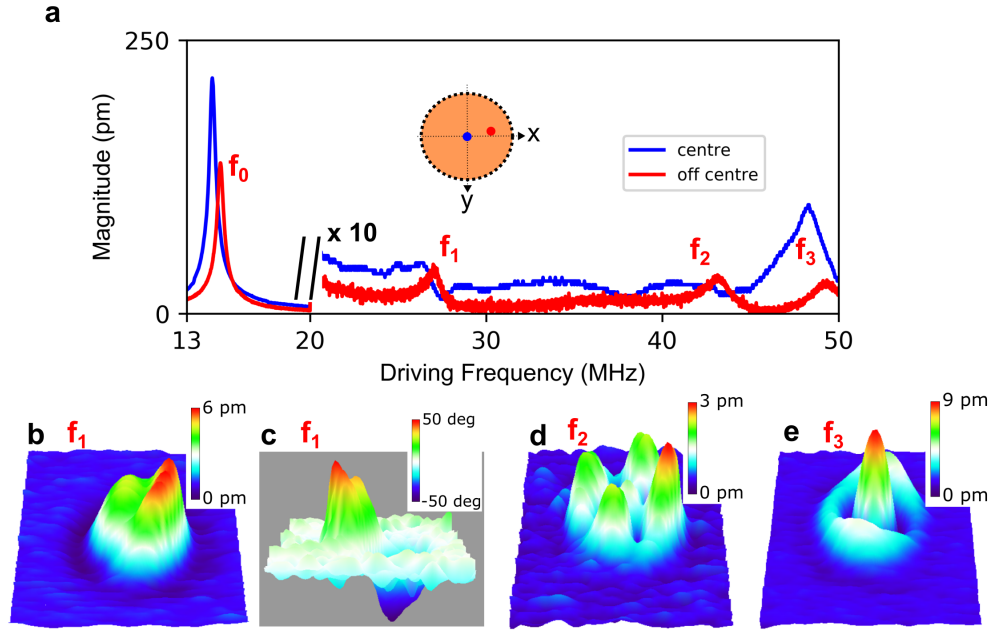 a
250
0
Magnitude (pm)
x 10
f0
f1
f2
f3
x
y
centre
off centre
13
20
30
40
50
Driving Frequency (MHz)
b f1
6 pm
0 pm
c f1
50 deg
-50 deg
d f2
3 pm
0 pm
e f3
9 pm
0 pm